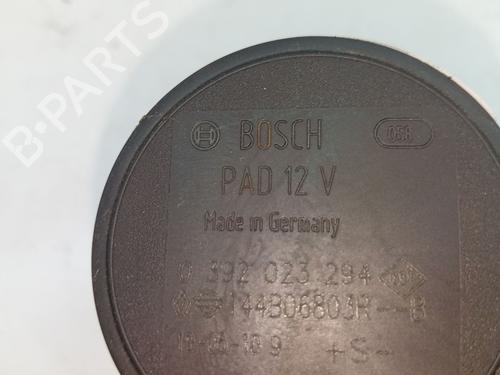 B-PARTS
BOSCH
PAD 12 V
Made in Germany
0 392 023 294
144B06803R--B
+S-